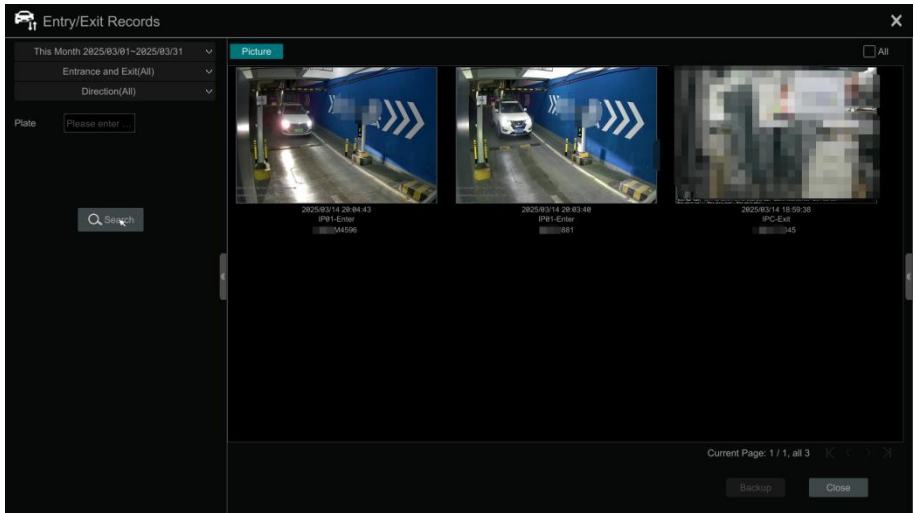 Entry/Exit Records
This Month 2025/03/01~2025/03/31
Entrance and Exit(All)
Direction(All)
Plate
Please enter ...
Search
Picture
All
2025/03/14 20:04:43
IP01-Enter
M4596
2025/03/14 20:03:40
IP01-Enter
881
2025/03/14 18:59:38
IPC-Exit
345
Current Page: 1 / 1, all 3
Backup
Close